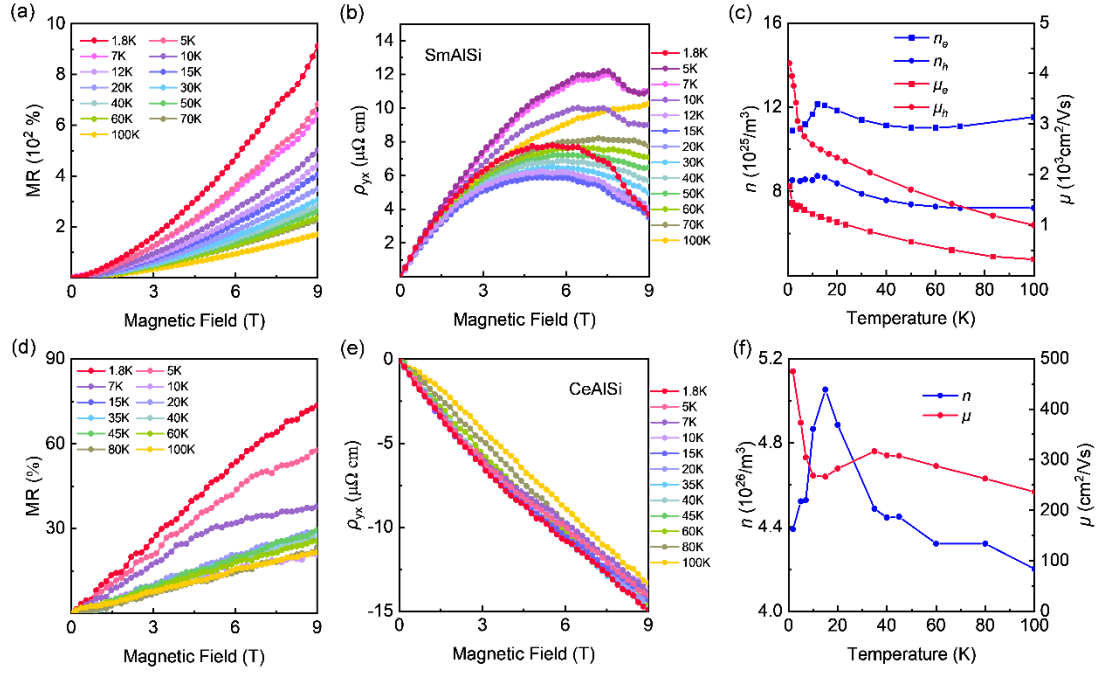 (a)
MR (10² %)
10
8
6
4
2
0
3
6
9
Magnetic Field (T)
1.8K
5K
7K
10K
12K
15K
20K
30K
40K
50K
60K
70K
100K
(b)
ρyx (μΩ cm)
SmAlSi
14
12
10
8
6
4
2
0
3
6
9
Magnetic Field (T)
1.8K
5K
7K
10K
12K
15K
20K
30K
40K
50K
60K
70K
100K
(c)
n (10²⁵/m³)
16
12
8
0
20
40
60
80
100
Temperature (K)
5
4
3
2
1
0
μ (10³cm²/Vs)
ne
nh
μe
μh
(d)
MR (%)
90
60
30
0
3
6
9
Magnetic Field (T)
1.8K
5K
7K
10K
15K
20K
35K
40K
45K
60K
80K
100K
(e)
ρyx (μΩ cm)
CeAlSi
0
-5
-10
-15
0
3
6
9
Magnetic Field (T)
1.8K
5K
7K
10K
15K
20K
35K
40K
45K
60K
80K
100K
(f)
n (10²⁶/m³)
5.2
4.8
4.4
4.0
0
20
40
60
80
100
Temperature (K)
500
400
300
200
100
0
μ (cm²/Vs)
n
μ